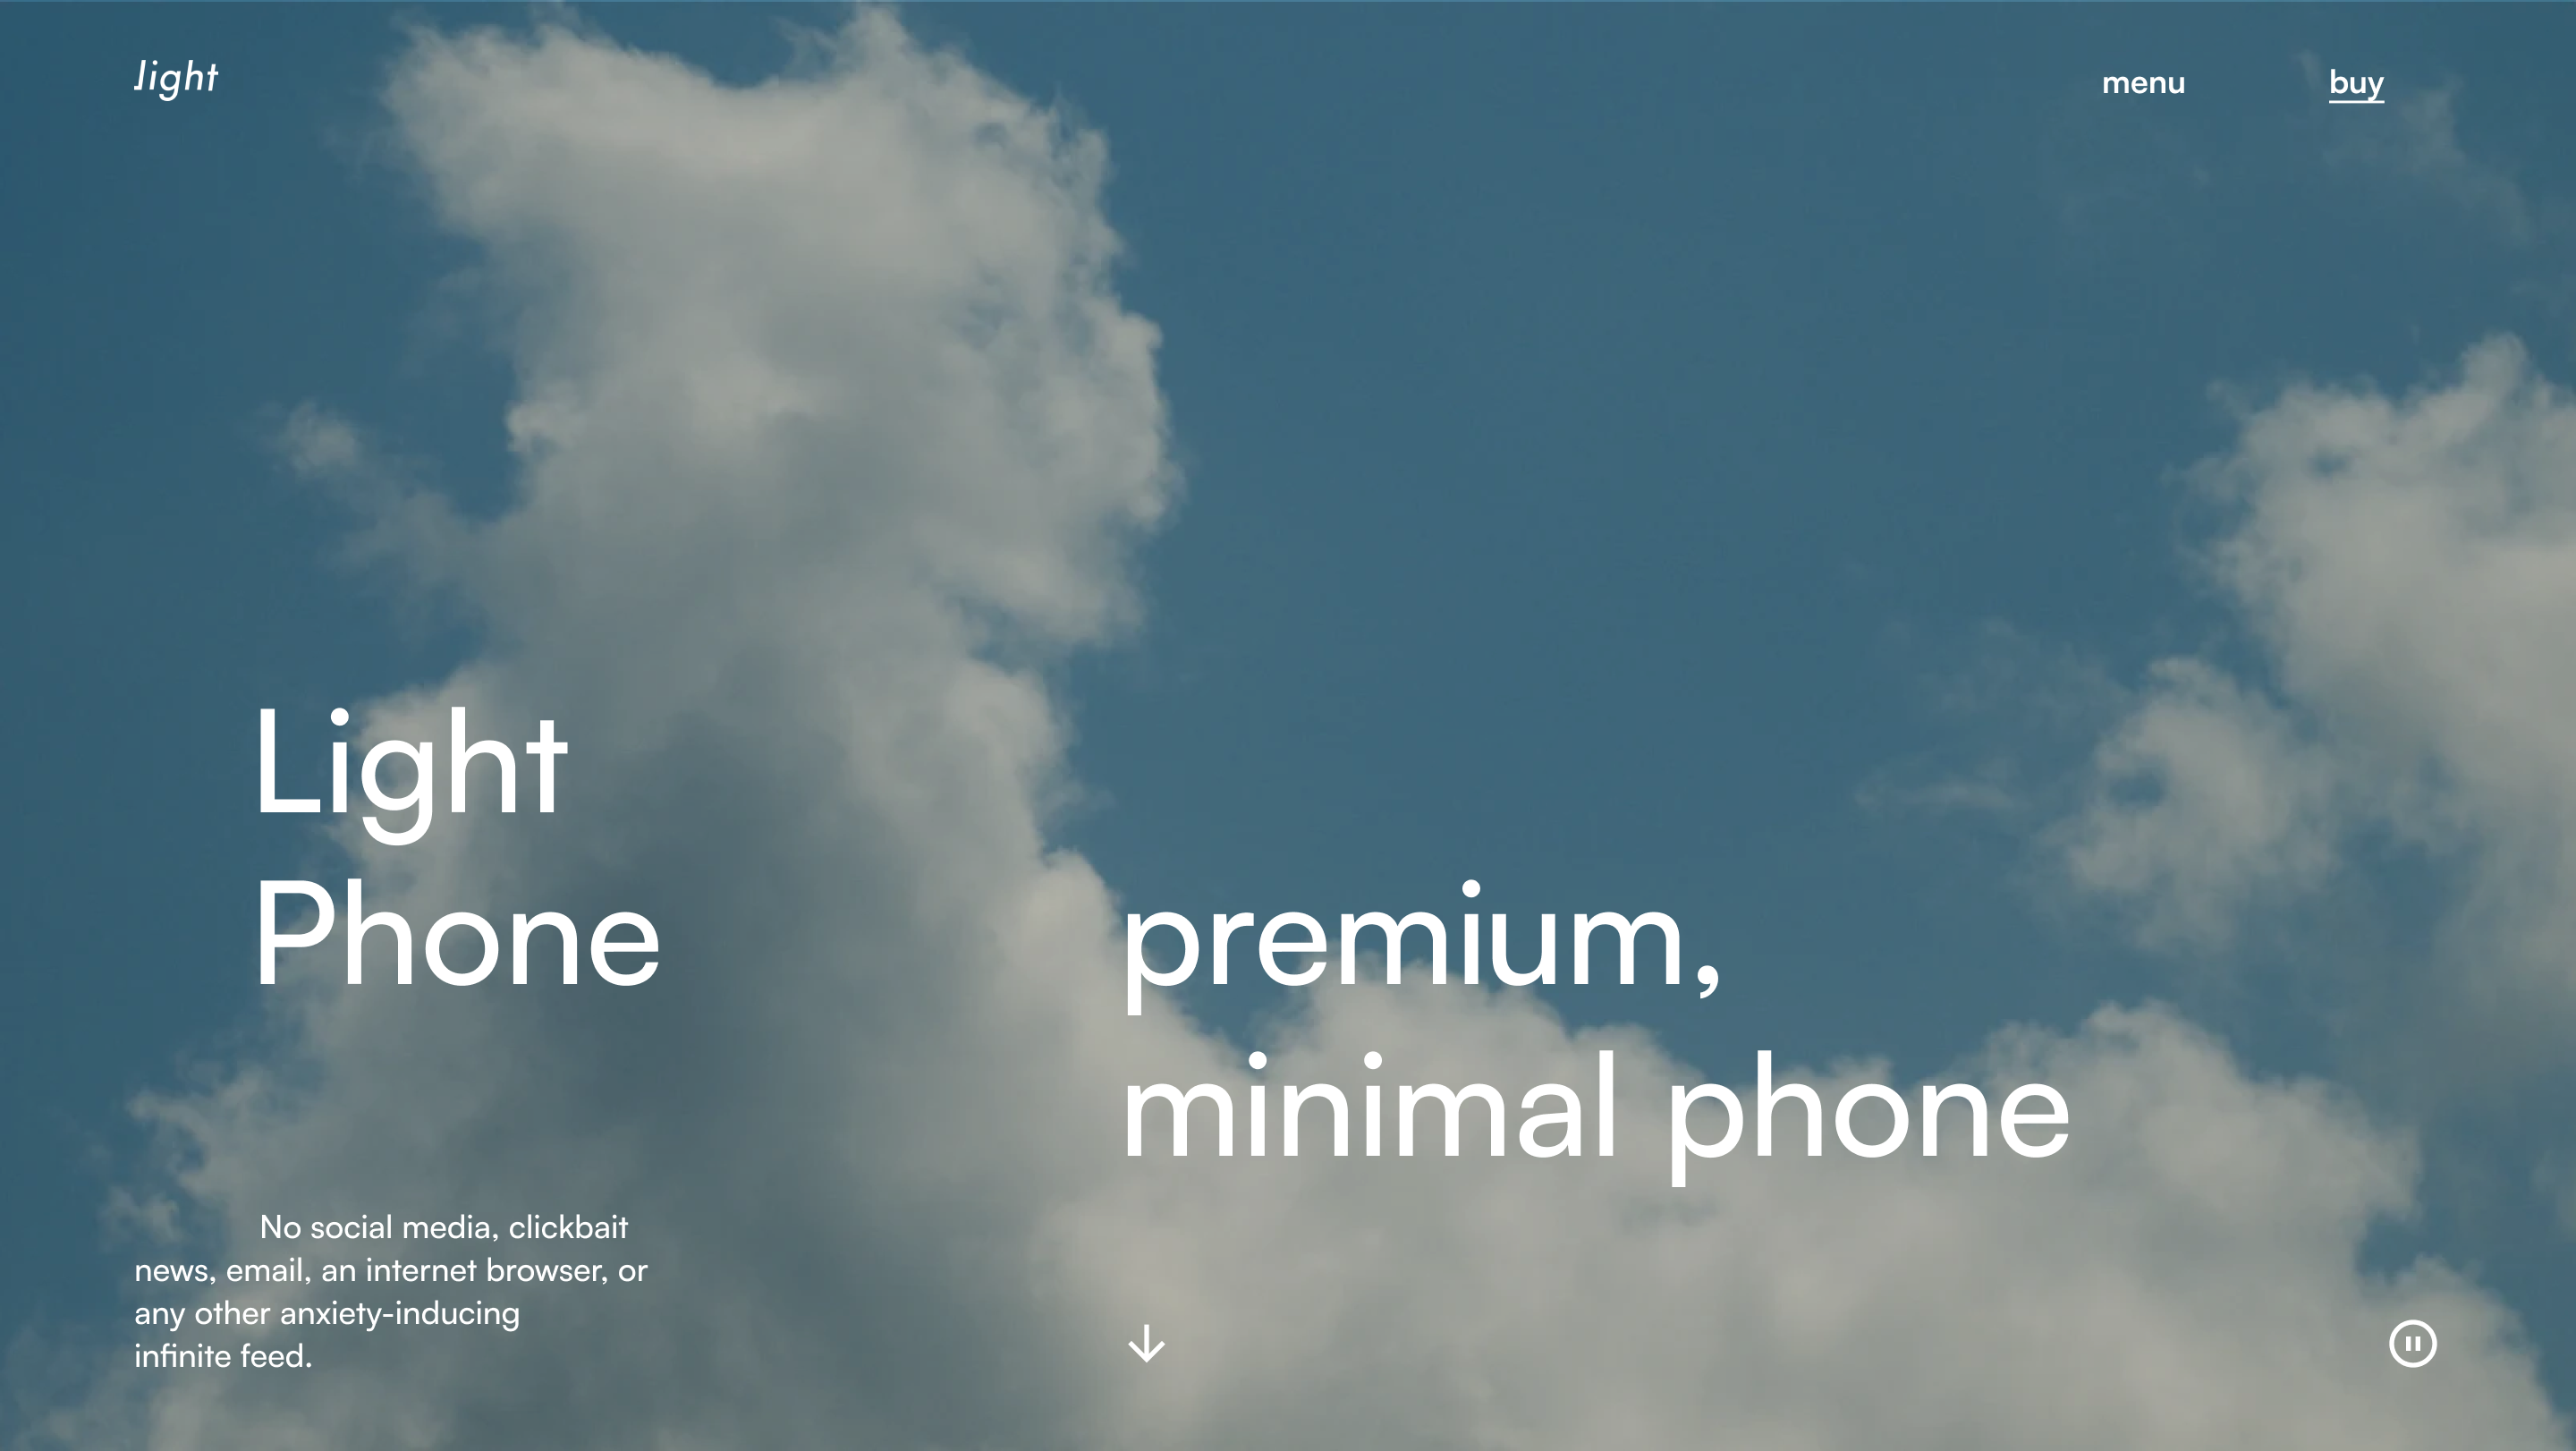 light
menu
buy
Light
Phone
premium,
minimal phone
No social media, clickbait
news, email, an internet browser, or
any other anxiety-inducing
infinite feed.